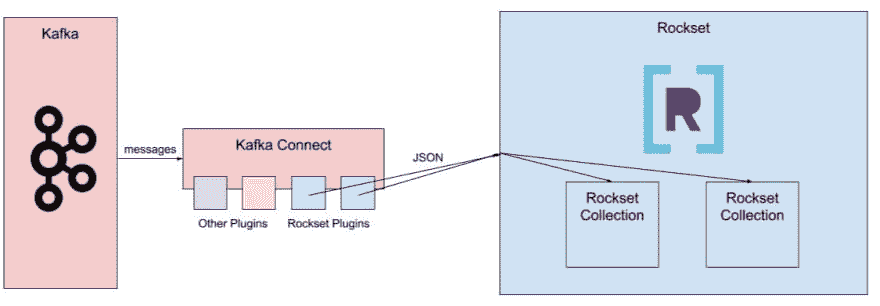 Kafka
messages
Kafka Connect
Other Plugins
Rockset Plugins
JSON
Rockset
R
Rockset
Collection
Rockset
Collection